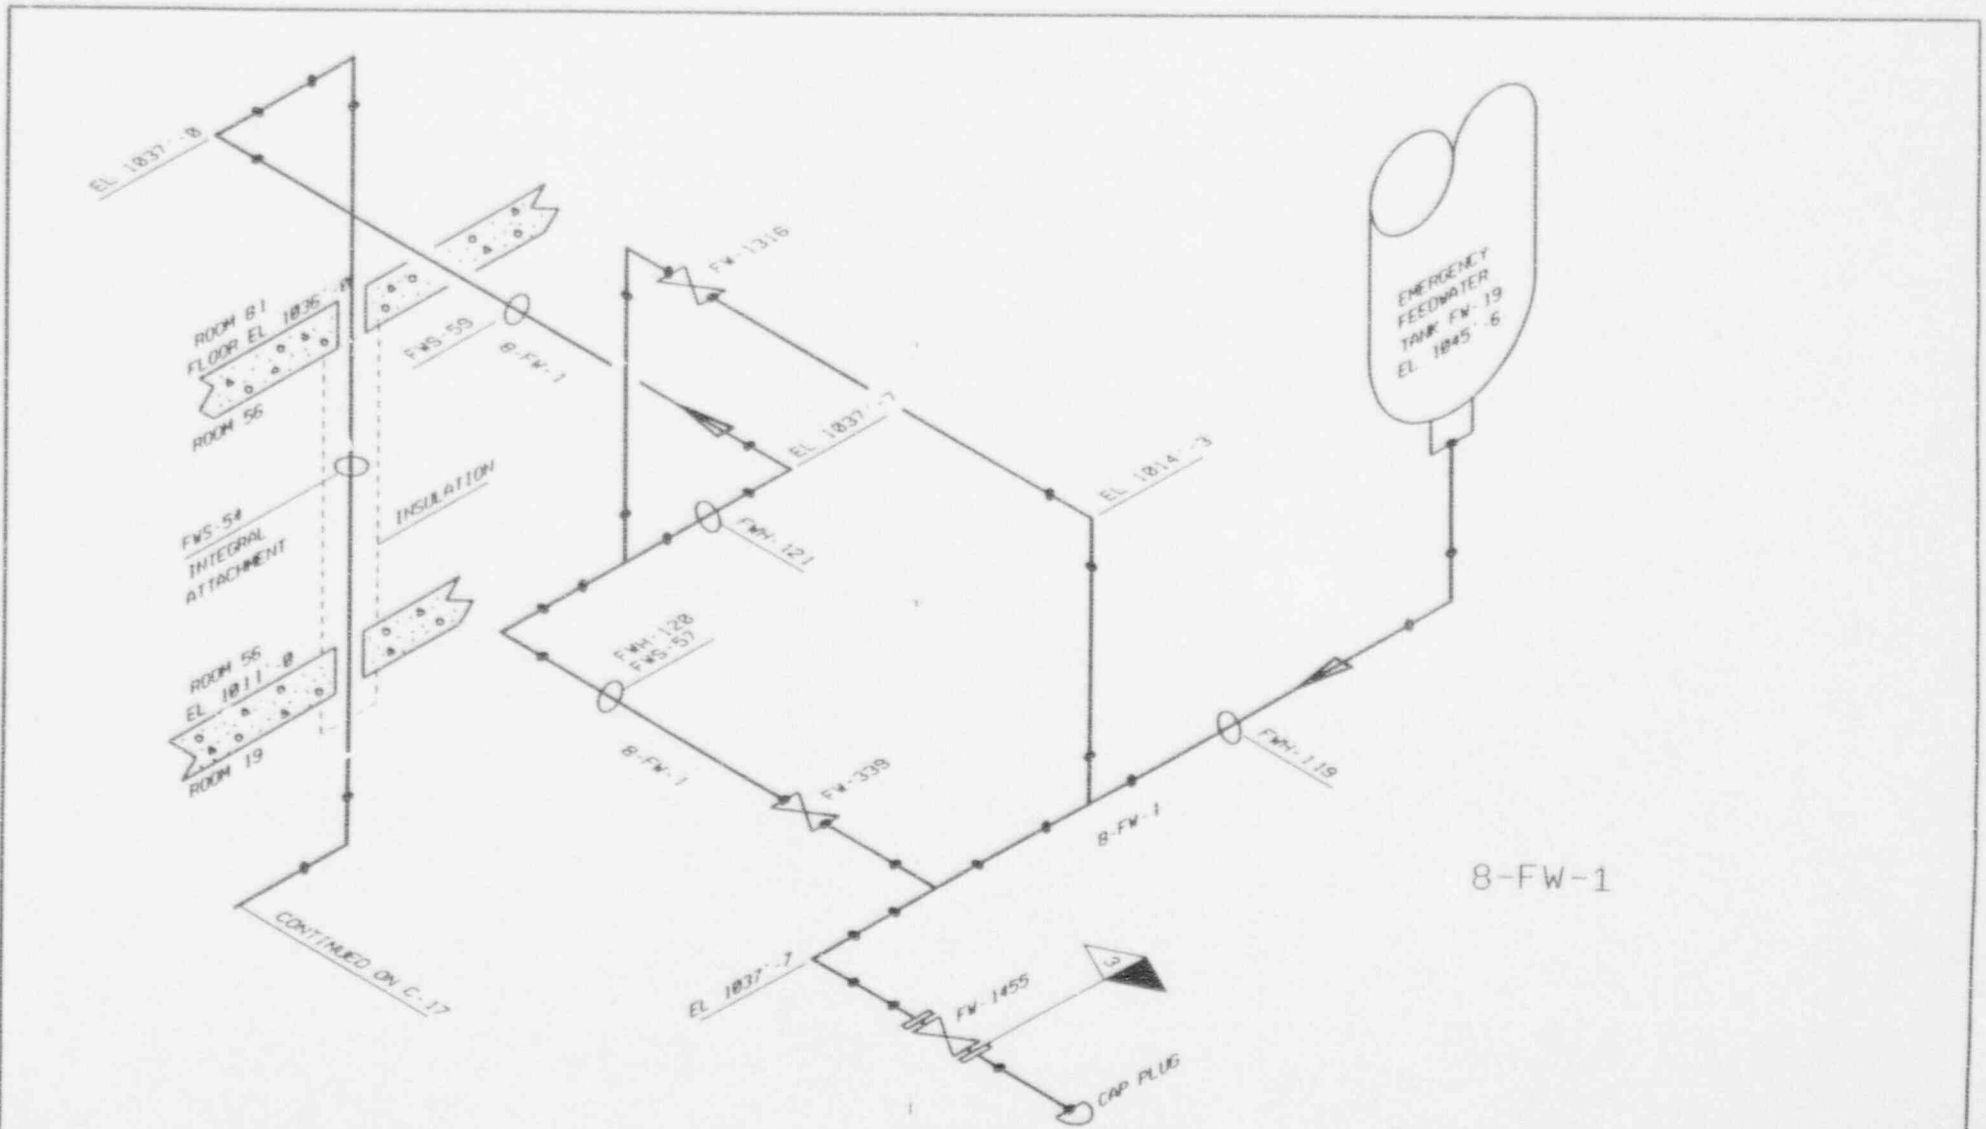 EL 1037'-0
FW-1316
EMERGENCY
FEEDWATER
TANK FW-19
EL 1045'-6
ROOM 81
FLOOR EL 1036'-0
ROOM 56
FWS-59
8-FW-1
EL 1037'-7
EL 1014'-3
FWS-54
INTEGRAL
ATTACHMENT
INSULATION
FWH-121
FWH-120
FWS-57
ROOM 56
EL 1011'-0
ROOM 19
8-FW-1
FW-339
FWH-119
8-FW-1
8-FW-1
CONTINUED ON C-17
EL 1037'-7
3
FW-1455
CAP PLUG